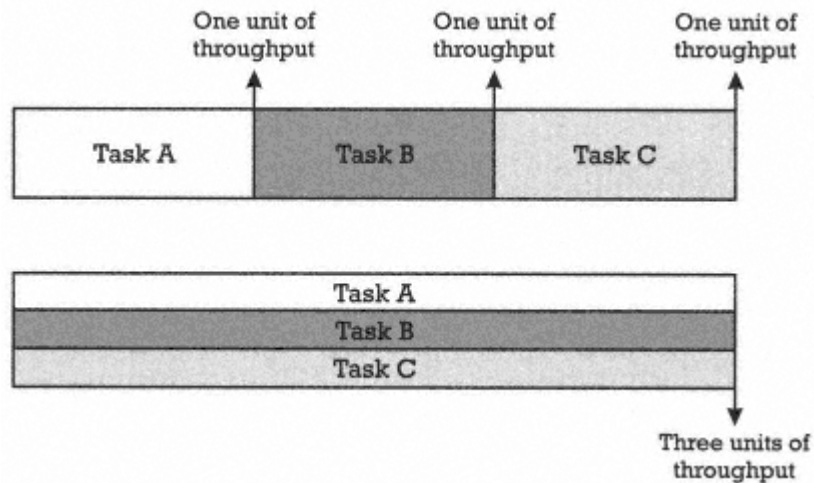 One unit of
throughput
One unit of
throughput
One unit of
throughput
Task A
Task B
Task C
Task A
Task B
Task C
Three units of
throughput